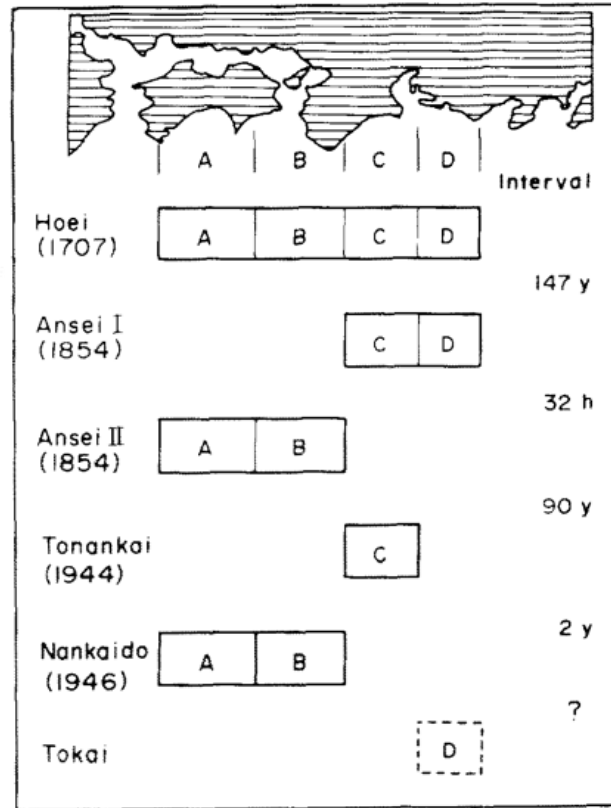 A B C D
Interval
Hoei
(1707)
A B C D
147 y
Ansei I
(1854)
C D
32 h
Ansei II
(1854)
A B
90 y
Tonankai
(1944)
C
2 y
Nankaido
(1946)
A B
?
Tokai
D